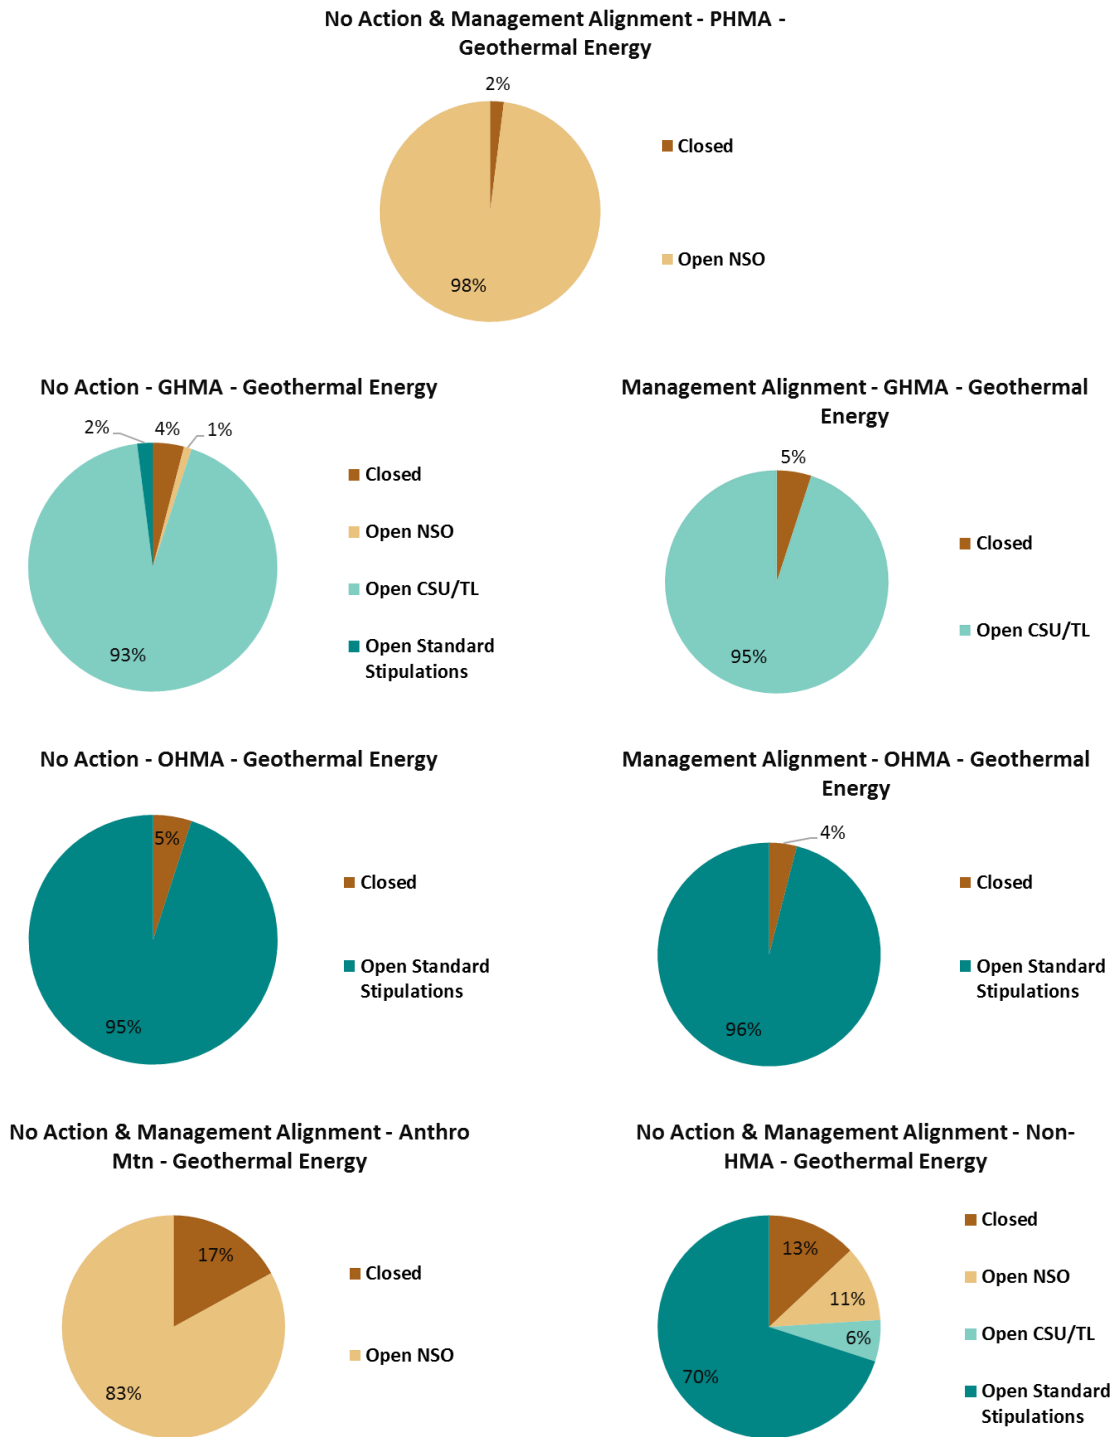 No Action & Management Alignment - PHMA -
Geothermal Energy
2%
Closed
Open NSO
98%
No Action - GHMA - Geothermal Energy
2%
4%
1%
Closed
Open NSO
Open CSU/TL
Open Standard
Stipulations
93%
Management Alignment - GHMA - Geothermal
Energy
5%
Closed
Open CSU/TL
95%
No Action - OHMA - Geothermal Energy
5%
Closed
Open Standard
Stipulations
95%
Management Alignment - OHMA - Geothermal
Energy
4%
Closed
Open Standard
Stipulations
96%
No Action & Management Alignment - Anthro
Mtn - Geothermal Energy
17%
Closed
Open NSO
83%
No Action & Management Alignment - Non-
HMA - Geothermal Energy
13%
11%
6%
70%
Closed
Open NSO
Open CSU/TL
Open Standard
Stipulations